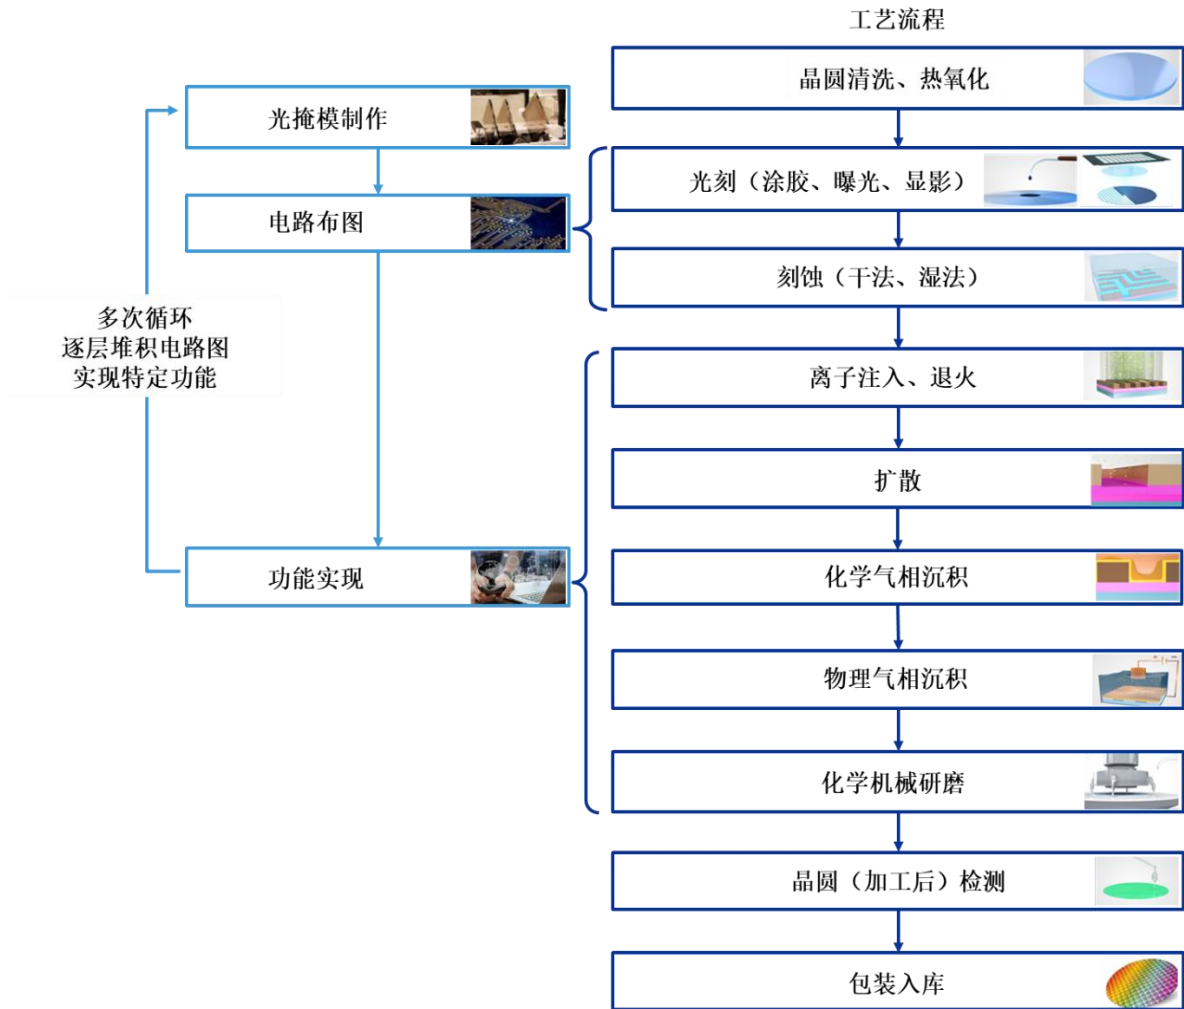 工艺流程
晶圆清洗、热氧化
光掩模制作
光刻（涂胶、曝光、显影）
电路布图
刻蚀（干法、湿法）
多次循环
逐层堆积电路图
实现特定功能
离子注入、退火
扩散
功能实现
化学气相沉积
物理气相沉积
化学机械研磨
晶圆（加工后）检测
包装入库